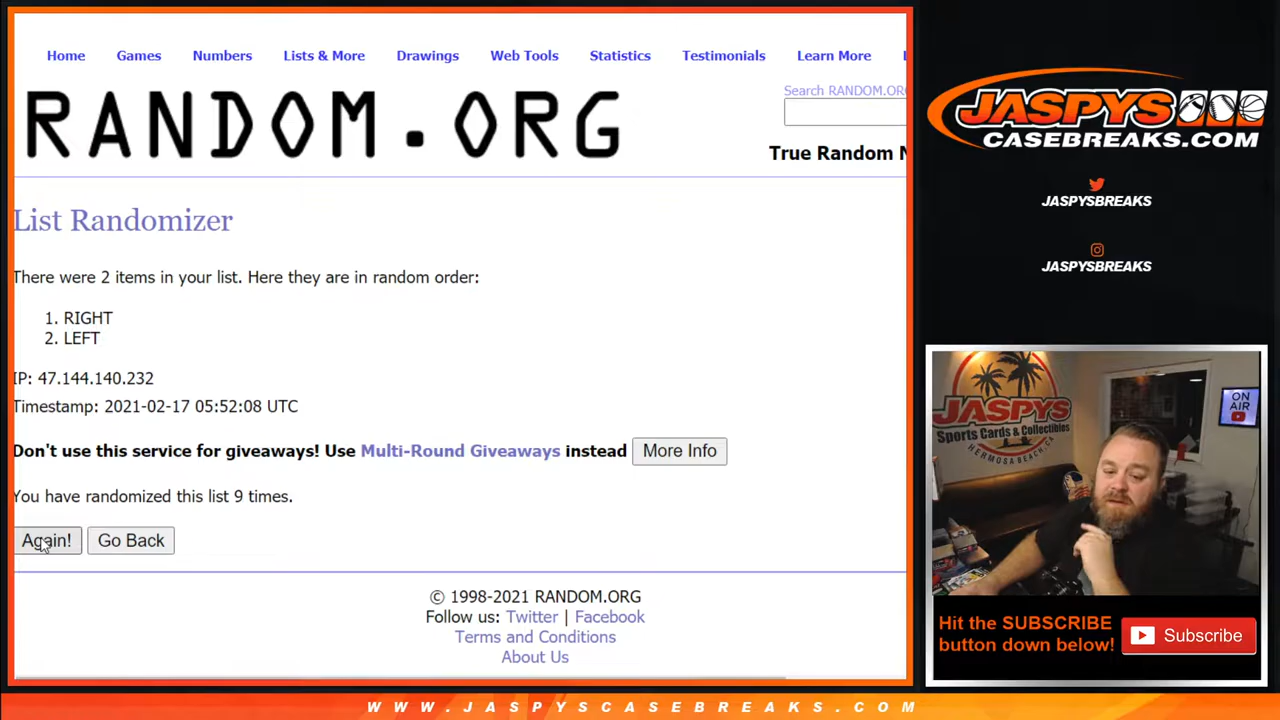 Home Games Numbers Lists & More Drawings Web Tools Statistics Testimonials Learn More
RANDOM.ORG
Search RANDOM.ORG
True Random N
List Randomizer
There were 2 items in your list. Here they are in random order:
1. RIGHT
2. LEFT
IP: 47.144.140.232
Timestamp: 2021-02-17 05:52:08 UTC
Don't use this service for giveaways! Use Multi-Round Giveaways instead More Info
You have randomized this list 9 times.
Again! Go Back
© 1998-2021 RANDOM.ORG
Follow us: Twitter | Facebook
Terms and Conditions
About Us
JASPYS
CASEBREAKS.COM
JASPYSBREAKS
JASPYSBREAKS
JASPYS
Sports Cards & Collectibles
HERMOSA BEACH, CA
ON
AIR
Hit the SUBSCRIBE
button down below!
Subscribe
WWW.JASPYSCASEBREAKS.COM